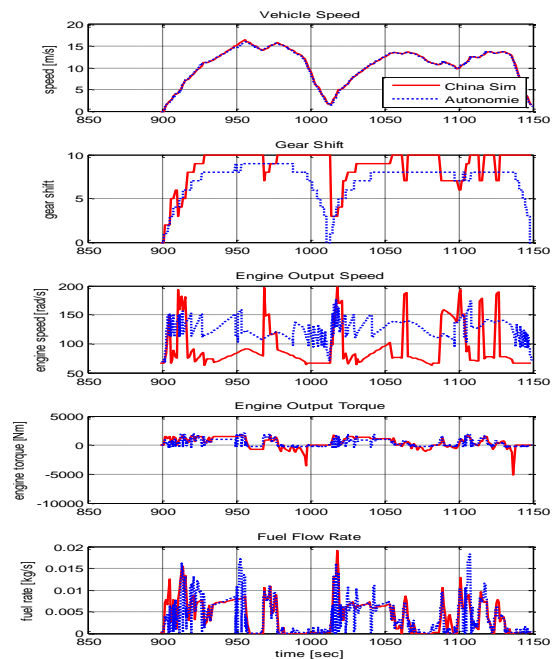 Vehicle Speed
20
15
10
5
0
speed [m/s]
China Sim
Autonomie
850 900 950 1000 1050 1100 1150
Gear Shift
10
5
0
gear shift
850 900 950 1000 1050 1100 1150
Engine Output Speed
200
150
100
50
engine speed [rad/s]
850 900 950 1000 1050 1100 1150
Engine Output Torque
5000
0
-5000
-10000
engine torque [Nm]
850 900 950 1000 1050 1100 1150
Fuel Flow Rate
0.02
0.015
0.01
0.005
0
fuel rate [kg/s]
850 900 950 1000 1050 1100 1150
time [sec]